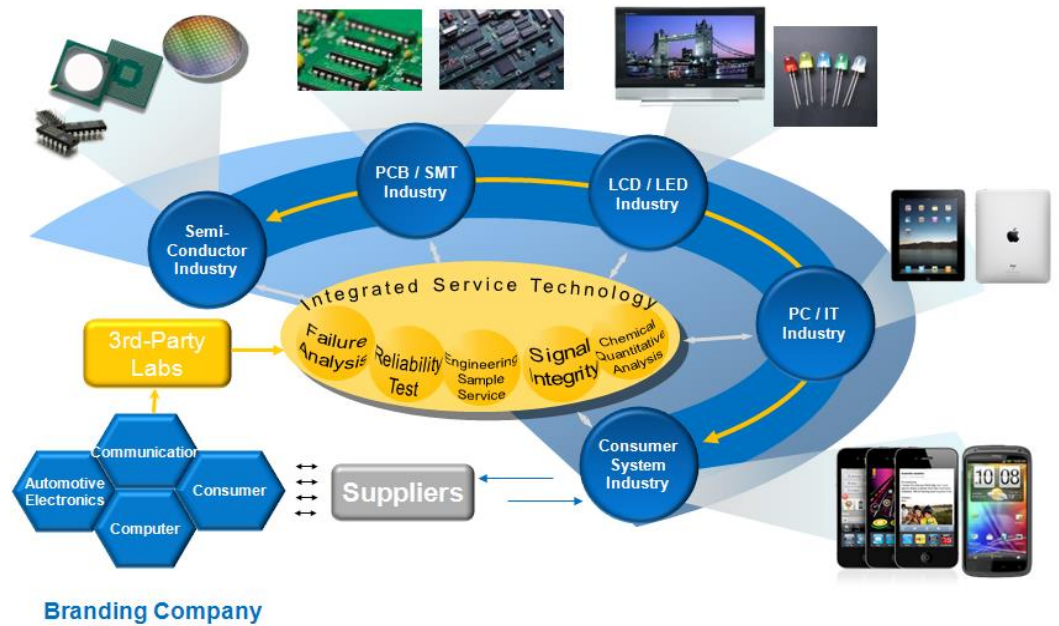 PCB / SMT
Industry
LCD / LED
Industry
Semi-
Conductor
Industry
PC / IT
Industry
Integrated Service Technology
Failure
Analysis
Reliability
Test
Engineering
Sample
Service
Signal
Integrity
Chemical
Quantitative
Analysis
3rd-Party
Labs
Consumer
System
Industry
Communication
Automotive
Electronics
Consumer
Computer
Suppliers
10 08
Branding Company